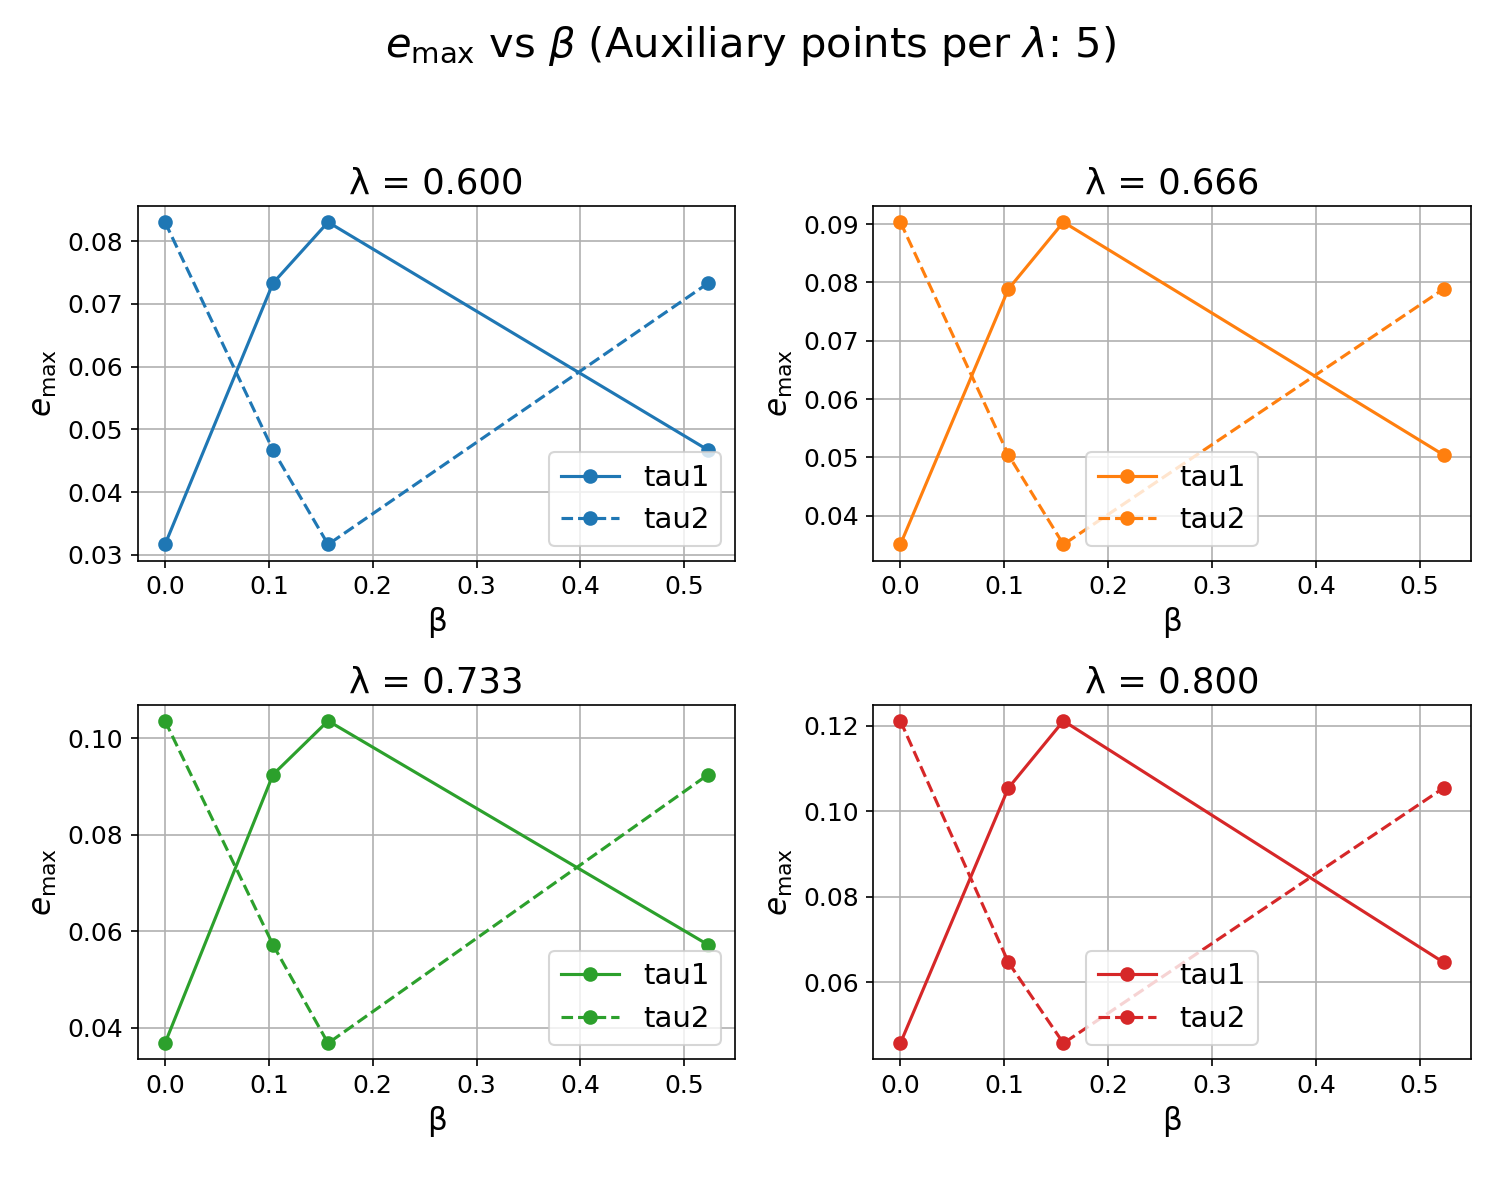 e_max vs β (Auxiliary points per λ: 5)
λ = 0.600
0.08
0.07
0.06
0.05
0.04
0.03
e_max
0.0 0.1 0.2 0.3 0.4 0.5
β
tau1
tau2
λ = 0.666
0.09
0.08
0.07
0.06
0.05
0.04
e_max
0.0 0.1 0.2 0.3 0.4 0.5
β
tau1
tau2
λ = 0.733
0.10
0.08
0.06
0.04
e_max
0.0 0.1 0.2 0.3 0.4 0.5
β
tau1
tau2
λ = 0.800
0.12
0.10
0.08
0.06
e_max
0.0 0.1 0.2 0.3 0.4 0.5
β
tau1
tau2